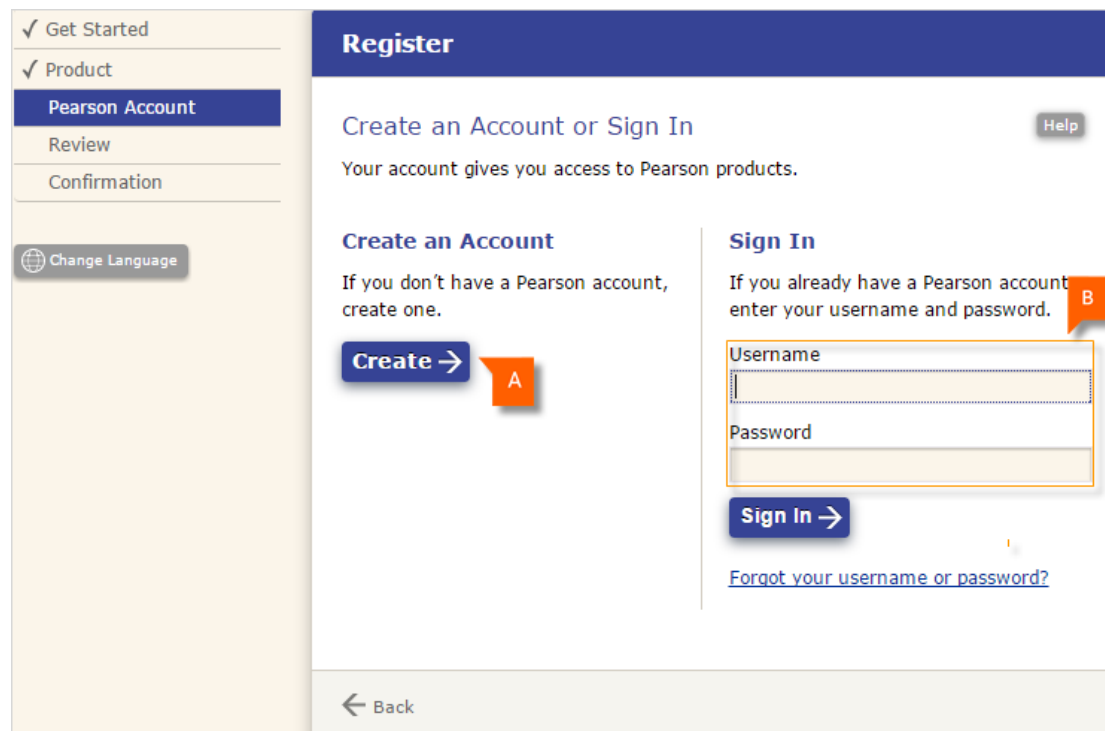 ✓ Get Started
✓ Product
Pearson Account
Review
Confirmation
Change Language
Register
Create an Account or Sign In
Help
Your account gives you access to Pearson products.
Create an Account
If you don't have a Pearson account,
create one.
Create →
A
Sign In
If you already have a Pearson account
enter your username and password.
B
Username
Password
Sign In →
Forgot your username or password?
← Back